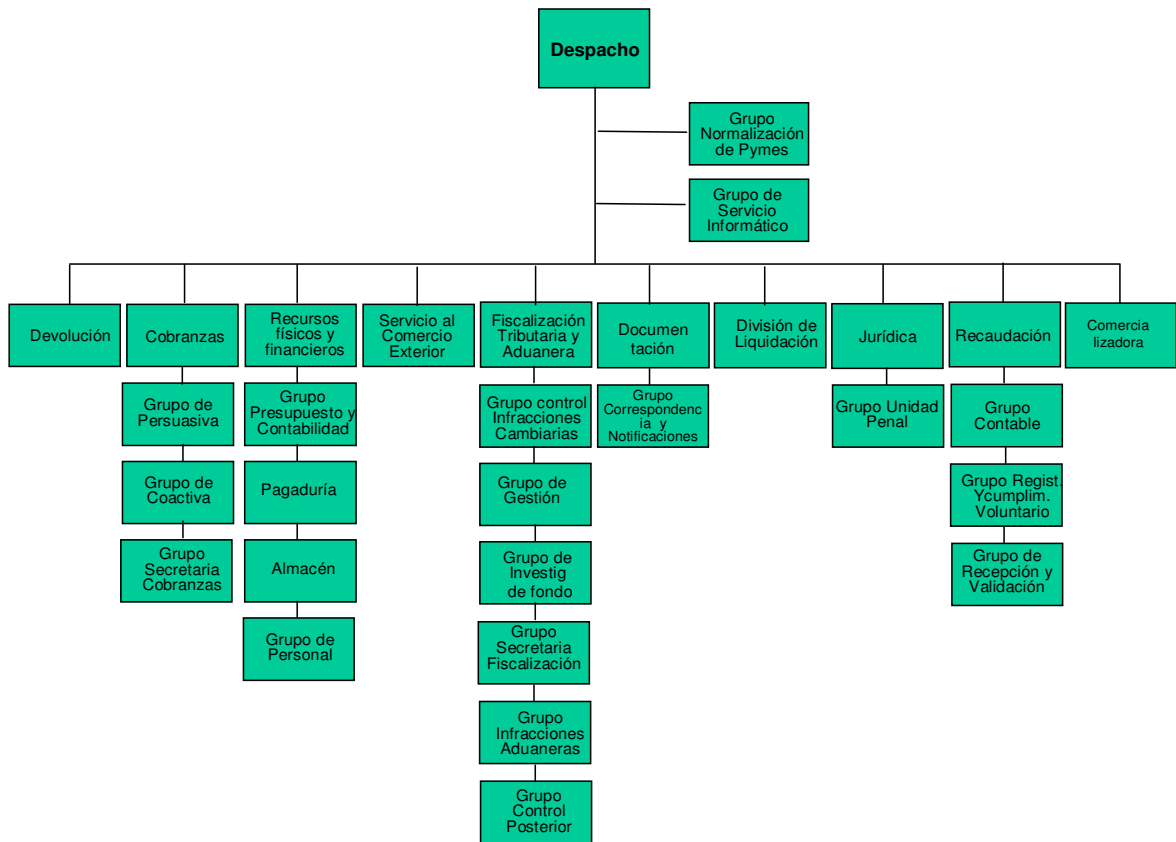 Despacho
Grupo
Normalización
de Pymes
Grupo de
Servicio
Informático
Devolución
Cobranzas
Recursos
físicos y
financieros
Servicio al
Comercio
Exterior
Fiscalización
Tributaria y
Aduanera
Documen
tación
División de
Liquidación
Jurídica
Recaudación
Comercia
lizadora
Grupo de
Persuasiva
Grupo
Presupuesto y
Contabilidad
Grupo control
Infracciones
Cambiarias
Grupo
Correspondenc
ia y
Notificaciones
Grupo Unidad
Penal
Grupo
Contable
Grupo de
Coactiva
Pagaduría
Grupo de
Gestión
Grupo Regist.
Ycumplim.
Voluntario
Grupo
Secretaria
Cobranzas
Almacén
Grupo de
Investig
de fondo
Grupo de
Recepción y
Validación
Grupo de
Personal
Grupo
Secretaria
Fiscalización
Grupo
Infracciones
Aduaneras
Grupo
Control
Posterior